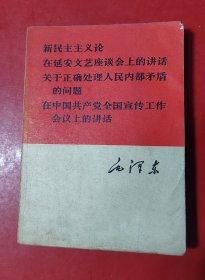 新民主主义论
在延安文艺座谈会上的讲话
关于正确处理人民内部矛盾
的问题
在中国共产党全国宣传工作
会议上的讲话
毛泽东